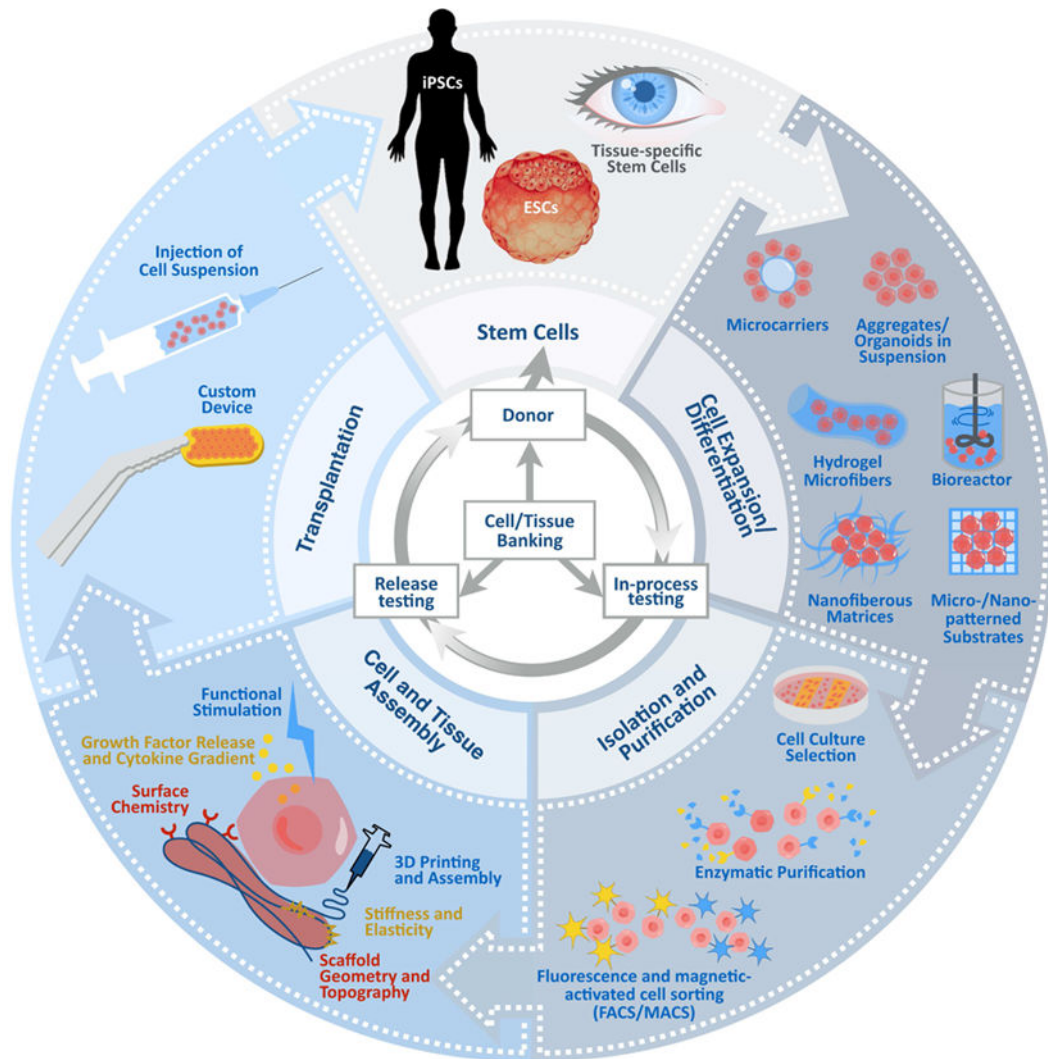 iPSCs
Tissue-specific
Stem Cells
ESCs
Stem Cells
Microcarriers
Aggregates/
Organoids in
Suspension
Hydrogel
Microfibers
Bioreactor
Nanofiberous
Matrices
Micro-/Nano-
patterned
Substrates
Cell Expansion/
Differentiation
Cell Culture
Selection
Enzymatic Purification
Fluorescence and magnetic-
activated cell sorting
(FACS/MACS)
Isolation and
Purification
Functional
Stimulation
Growth Factor Release
and Cytokine Gradient
Surface
Chemistry
3D Printing
and Assembly
Stiffness and
Elasticity
Scaffold
Geometry and
Topography
Cell and Tissue
Assembly
Injection of
Cell Suspension
Custom
Device
Transplantation
Donor
Cell/Tissue
Banking
Release
testing
In-process
testing